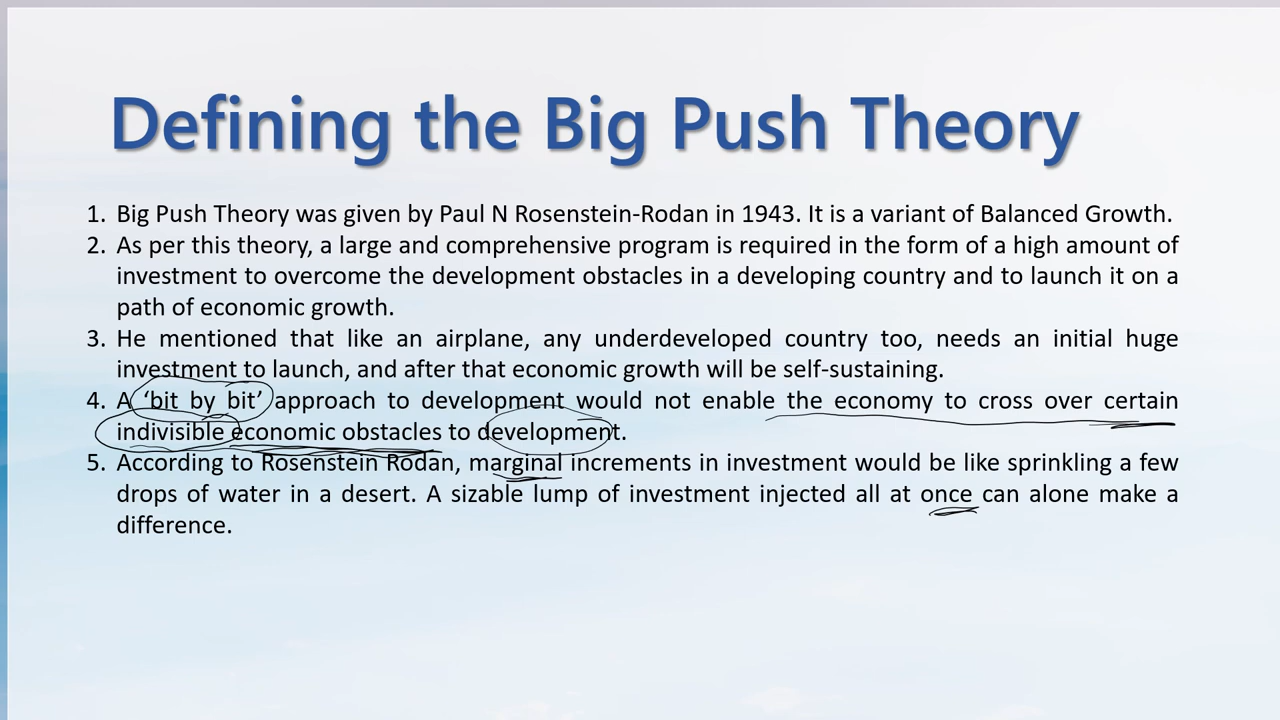 Defining the Big Push Theory
1. Big Push Theory was given by Paul N Rosenstein-Rodan in 1943. It is a variant of Balanced Growth.
2. As per this theory, a large and comprehensive program is required in the form of a high amount of
investment to overcome the development obstacles in a developing country and to launch it on a
path of economic growth.
3. He mentioned that like an airplane, any underdeveloped country too, needs an initial huge
investment to launch, and after that economic growth will be self-sustaining.
4. A ‘bit by bit’ approach to development would not enable the economy to cross over certain
indivisible economic obstacles to development.
5. According to Rosenstein Rodan, marginal increments in investment would be like sprinkling a few
drops of water in a desert. A sizable lump of investment injected all at once can alone make a
difference.